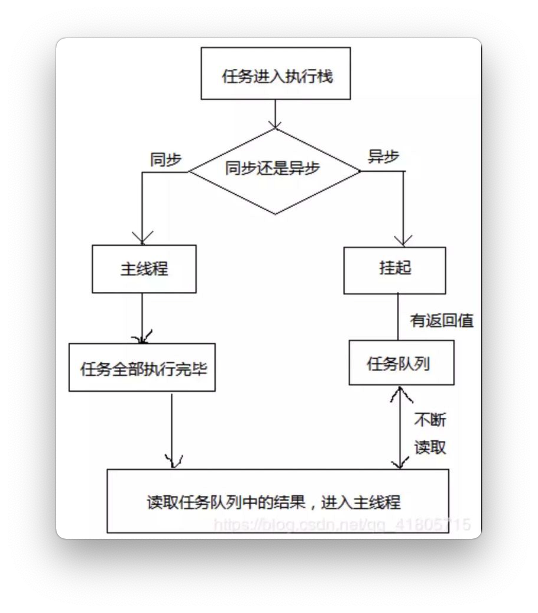 任务进入执行栈
同步
同步还是异步
异步
主线程
挂起
有返回值
任务全部执行完毕
任务队列
不断
读取
读取任务队列中的结果，进入主线程
https://blog.csdn.net/qq_41805715